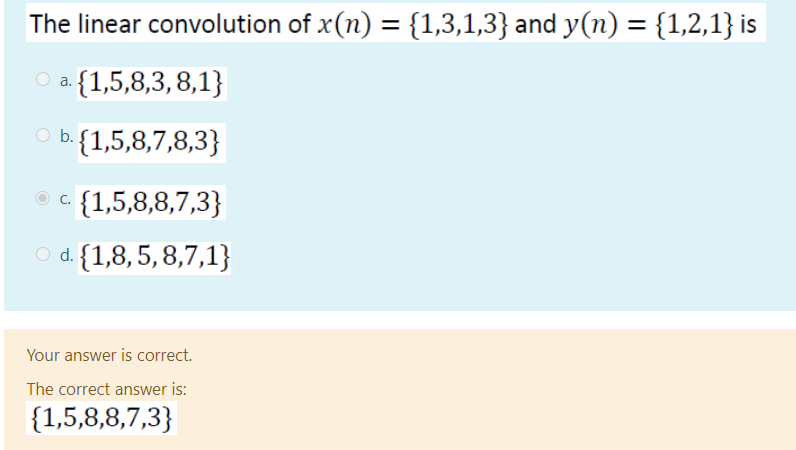 The linear convolution of x(n) = {1,3,1,3} and y(n) = {1,2,1} is
a. {1,5,8,3, 8,1}
b. {1,5,8,7,8,3}
c. {1,5,8,8,7,3}
d. {1,8, 5, 8,7,1}
Your answer is correct.
The correct answer is:
{1,5,8,8,7,3}